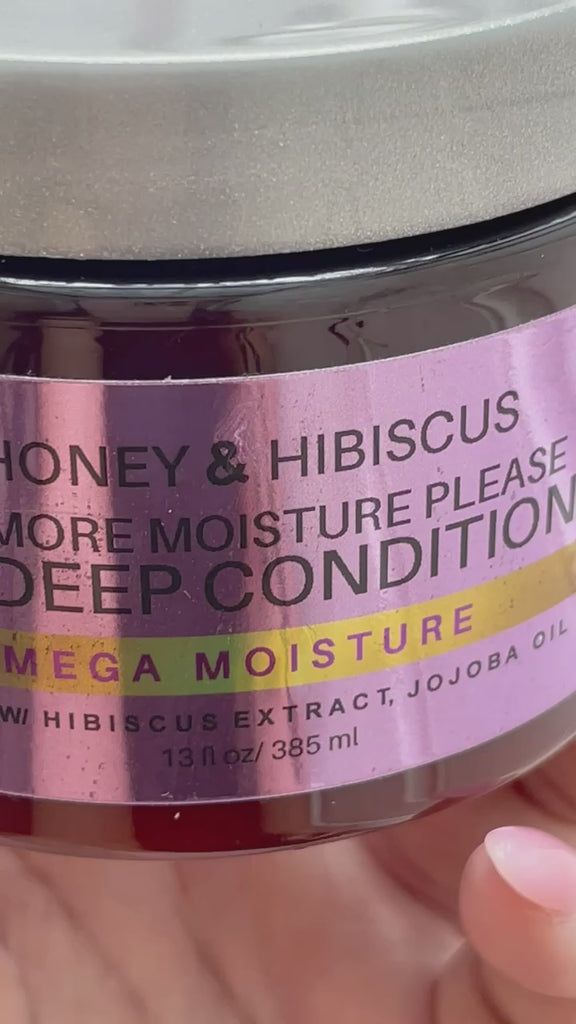 HONEY & HIBISCUS
MORE MOISTURE PLEASE
DEEP CONDITION
MEGA MOISTURE
W/ HIBISCUS EXTRACT, JOJOBA OIL
13 fl oz/ 385 ml